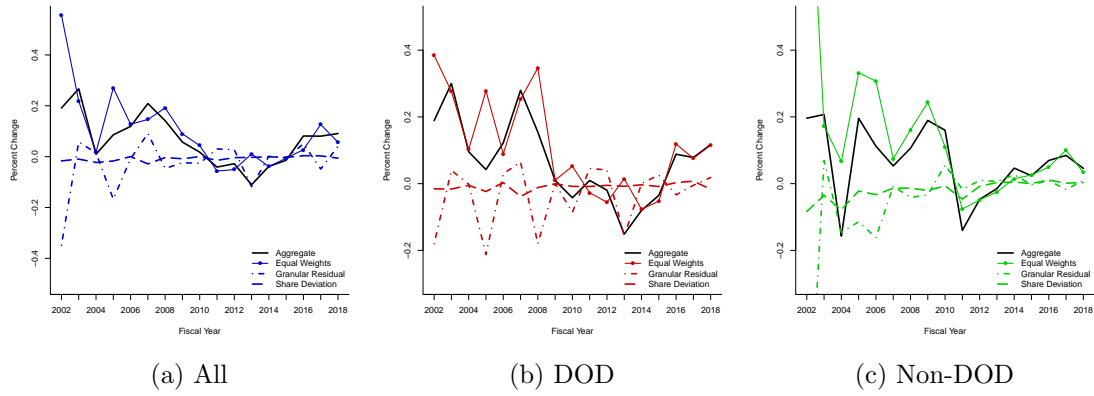 Percent Change
0.4
0.2
0.0
-0.2
-0.4
Aggregate
Equal Weights
Granular Residual
Share Deviation
2002 2004 2006 2008 2010 2012 2014 2016 2018
Fiscal Year
(a) All
Percent Change
0.4
0.2
0.0
-0.2
Aggregate
Equal Weights
Granular Residual
Share Deviation
2002 2004 2006 2008 2010 2012 2014 2016 2018
Fiscal Year
(b) DOD
Percent Change
0.4
0.2
0.0
-0.2
Aggregate
Equal Weights
Granular Residual
Share Deviation
2002 2004 2006 2008 2010 2012 2014 2016 2018
Fiscal Year
(c) Non-DOD